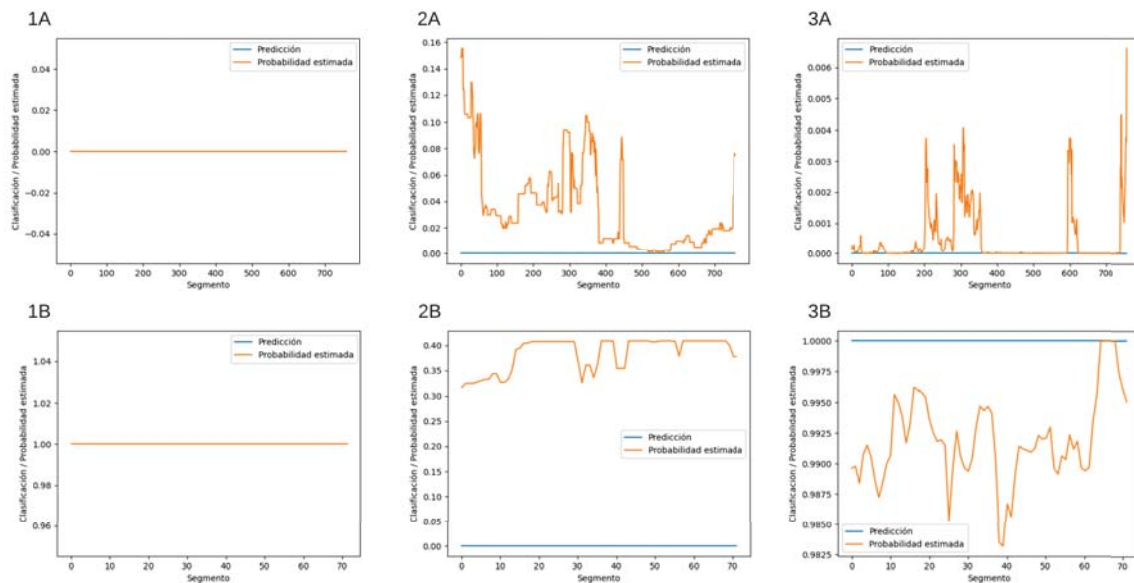 1A
2A
3A
Clasificación / Probabilidad estimada
0.04
0.02
0.00
−0.02
−0.04
Predicción
Probabilidad estimada
0 100 200 300 400 500 600 700
Segmento
Clasificación / Probabilidad estimada
0.16
0.14
0.12
0.10
0.08
0.06
0.04
0.02
0.00
Predicción
Probabilidad estimada
0 100 200 300 400 500 600 700
Segmento
Clasificación / Probabilidad estimada
0.006
0.005
0.004
0.003
0.002
0.001
0.000
Predicción
Probabilidad estimada
0 100 200 300 400 500 600 700
Segmento
1B
2B
3B
Clasificación / Probabilidad estimada
1.04
1.02
1.00
0.98
0.96
Predicción
Probabilidad estimada
0 10 20 30 40 50 60 70
Segmento
Clasificación / Probabilidad estimada
0.40
0.35
0.30
0.25
0.20
0.15
0.10
0.05
0.00
Predicción
Probabilidad estimada
0 10 20 30 40 50 60 70
Segmento
Clasificación / Probabilidad estimada
1.0000
0.9975
0.9950
0.9925
0.9900
0.9875
0.9850
0.9825
Predicción
Probabilidad estimada
0 10 20 30 40 50 60 70
Segmento